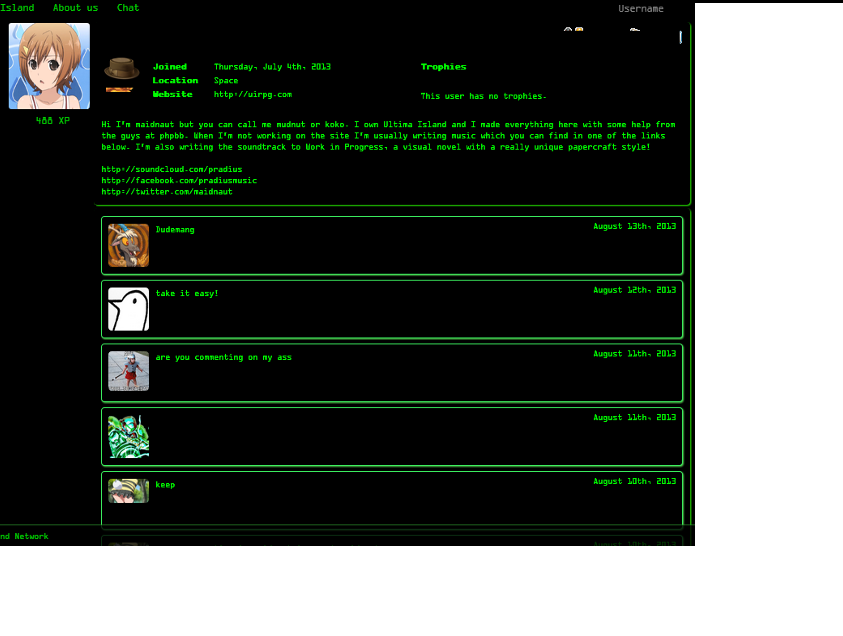 Island About us Chat Username
488 XP
Joined Thursday, July 4th, 2013 Trophies
Location Space
Website http://uirpg.com This user has no trophies.
Hi I'm maidnaut but you can call me mudnut or koko. I own Ultima Island and I made everything here with some help from
the guys at phpbb. When I'm not working on the site I'm usually writing music which you can find in one of the links
below. I'm also writing the soundtrack to Work in Progress, a visual novel with a really unique papercraft style!
http://soundcloud.com/pradius
http://facebook.com/pradiusmusic
http://twitter.com/maidnaut
Dudemang August 13th, 2013
take it easy! August 12th, 2013
are you commenting on my ass August 11th, 2013
August 11th, 2013
keep August 10th, 2013
nd Network